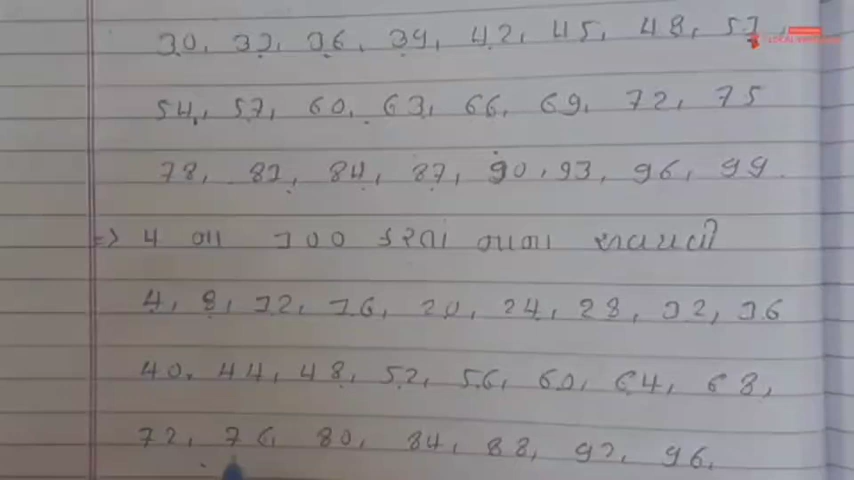 30, 33, 36, 39, 42, 45, 48, 51,
54, 57, 60, 63, 66, 69, 72, 75
78, 81, 84, 87, 90, 93, 96, 99
=> 4 ના 100 કરતાં નાના અવયવી
4, 8, 12, 16, 20, 24, 28, 32, 36
40, 44, 48, 52, 56, 60, 64, 68,
72, 76, 80, 84, 88, 92, 96,